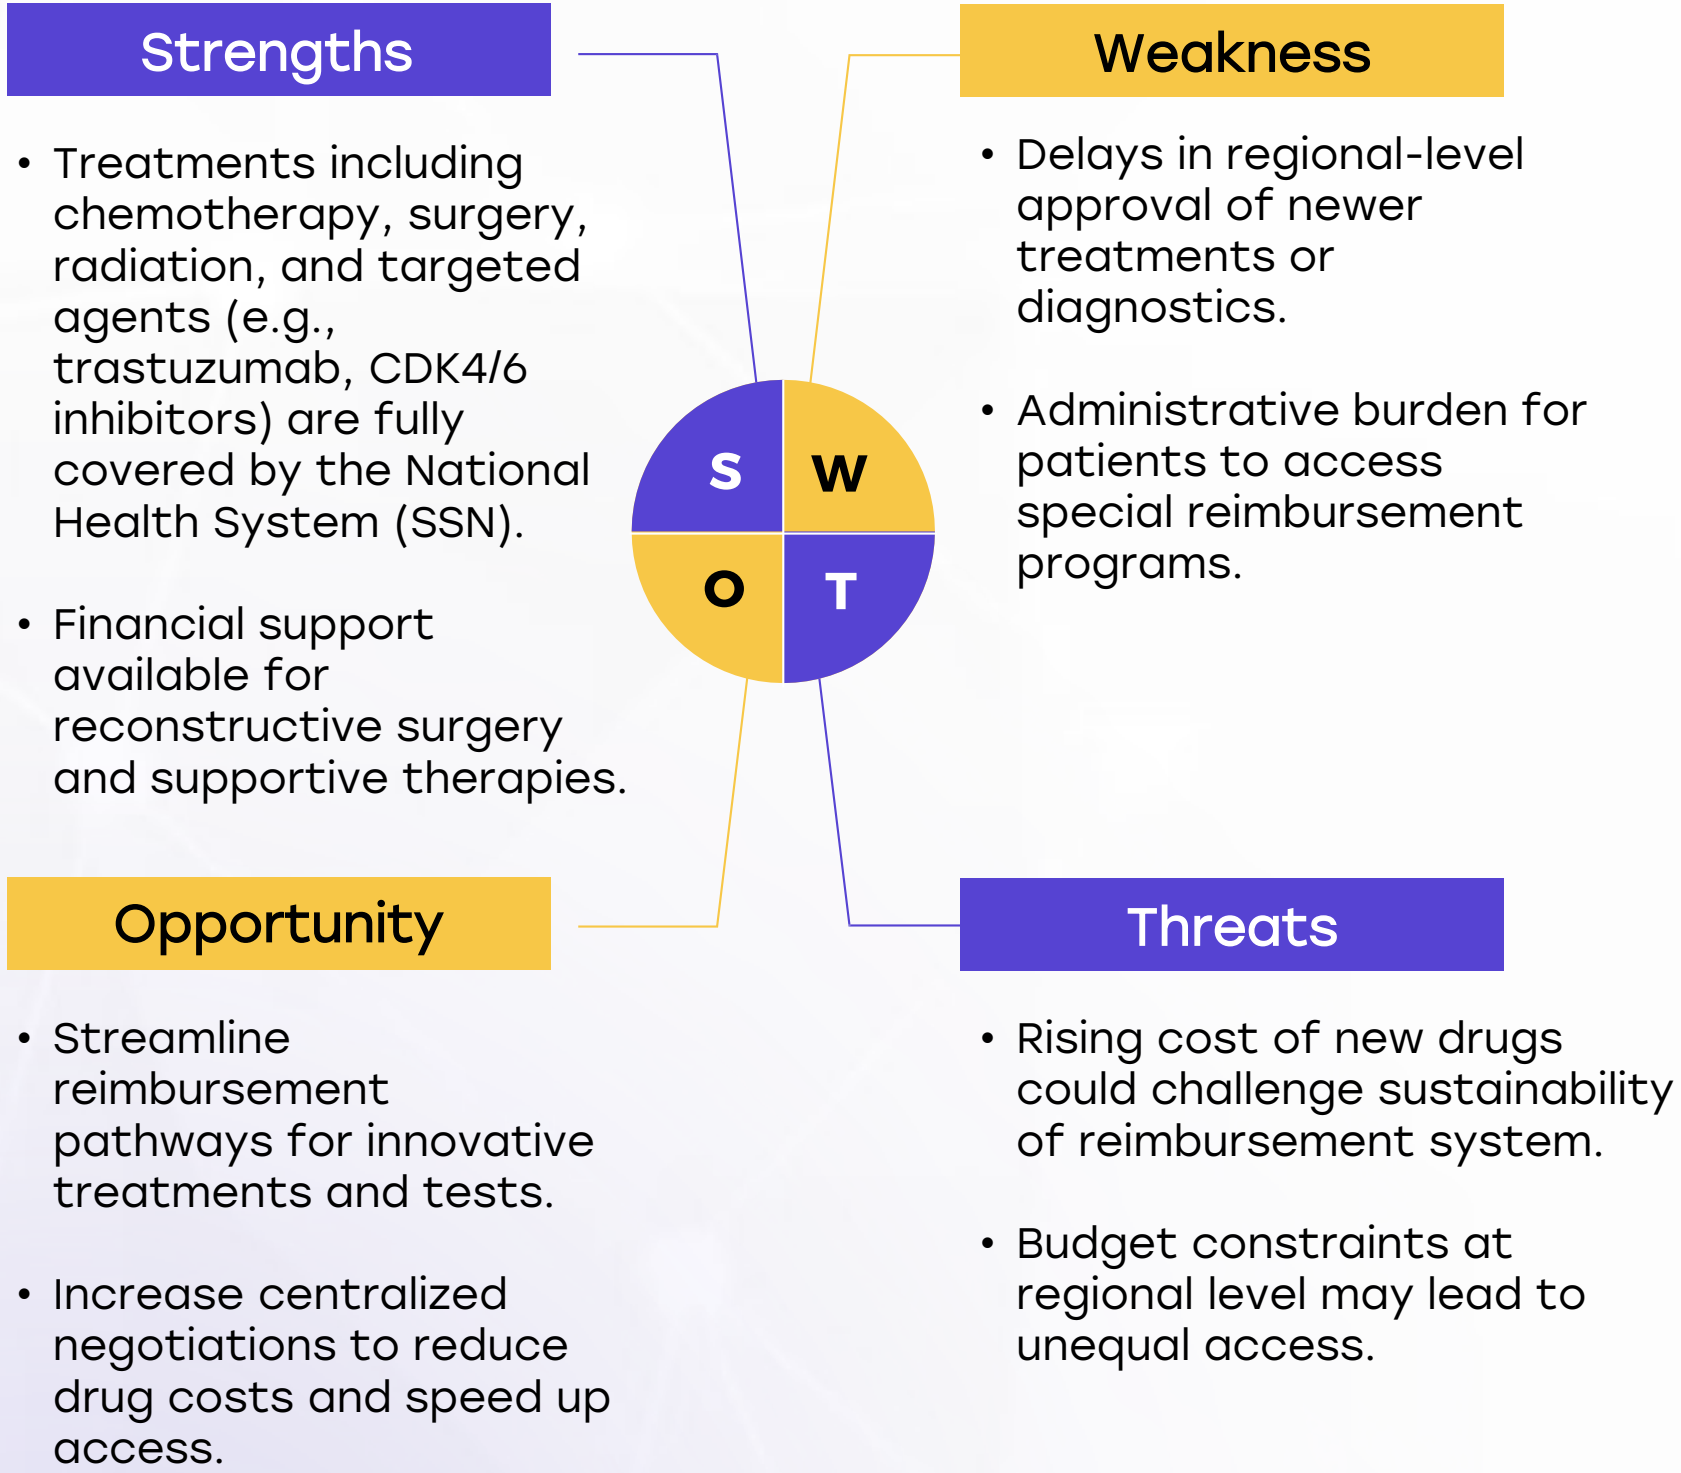 Strengths
• Treatments including
chemotherapy, surgery,
radiation, and targeted
agents (e.g.,
trastuzumab, CDK4/6
inhibitors) are fully
covered by the National
Health System (SSN).
• Financial support
available for
reconstructive surgery
and supportive therapies.
Weakness
• Delays in regional-level
approval of newer
treatments or
diagnostics.
• Administrative burden for
patients to access
special reimbursement
programs.
S
W
O
T
Opportunity
• Streamline
reimbursement
pathways for innovative
treatments and tests.
• Increase centralized
negotiations to reduce
drug costs and speed up
access.
Threats
• Rising cost of new drugs
could challenge sustainability
of reimbursement system.
• Budget constraints at
regional level may lead to
unequal access.